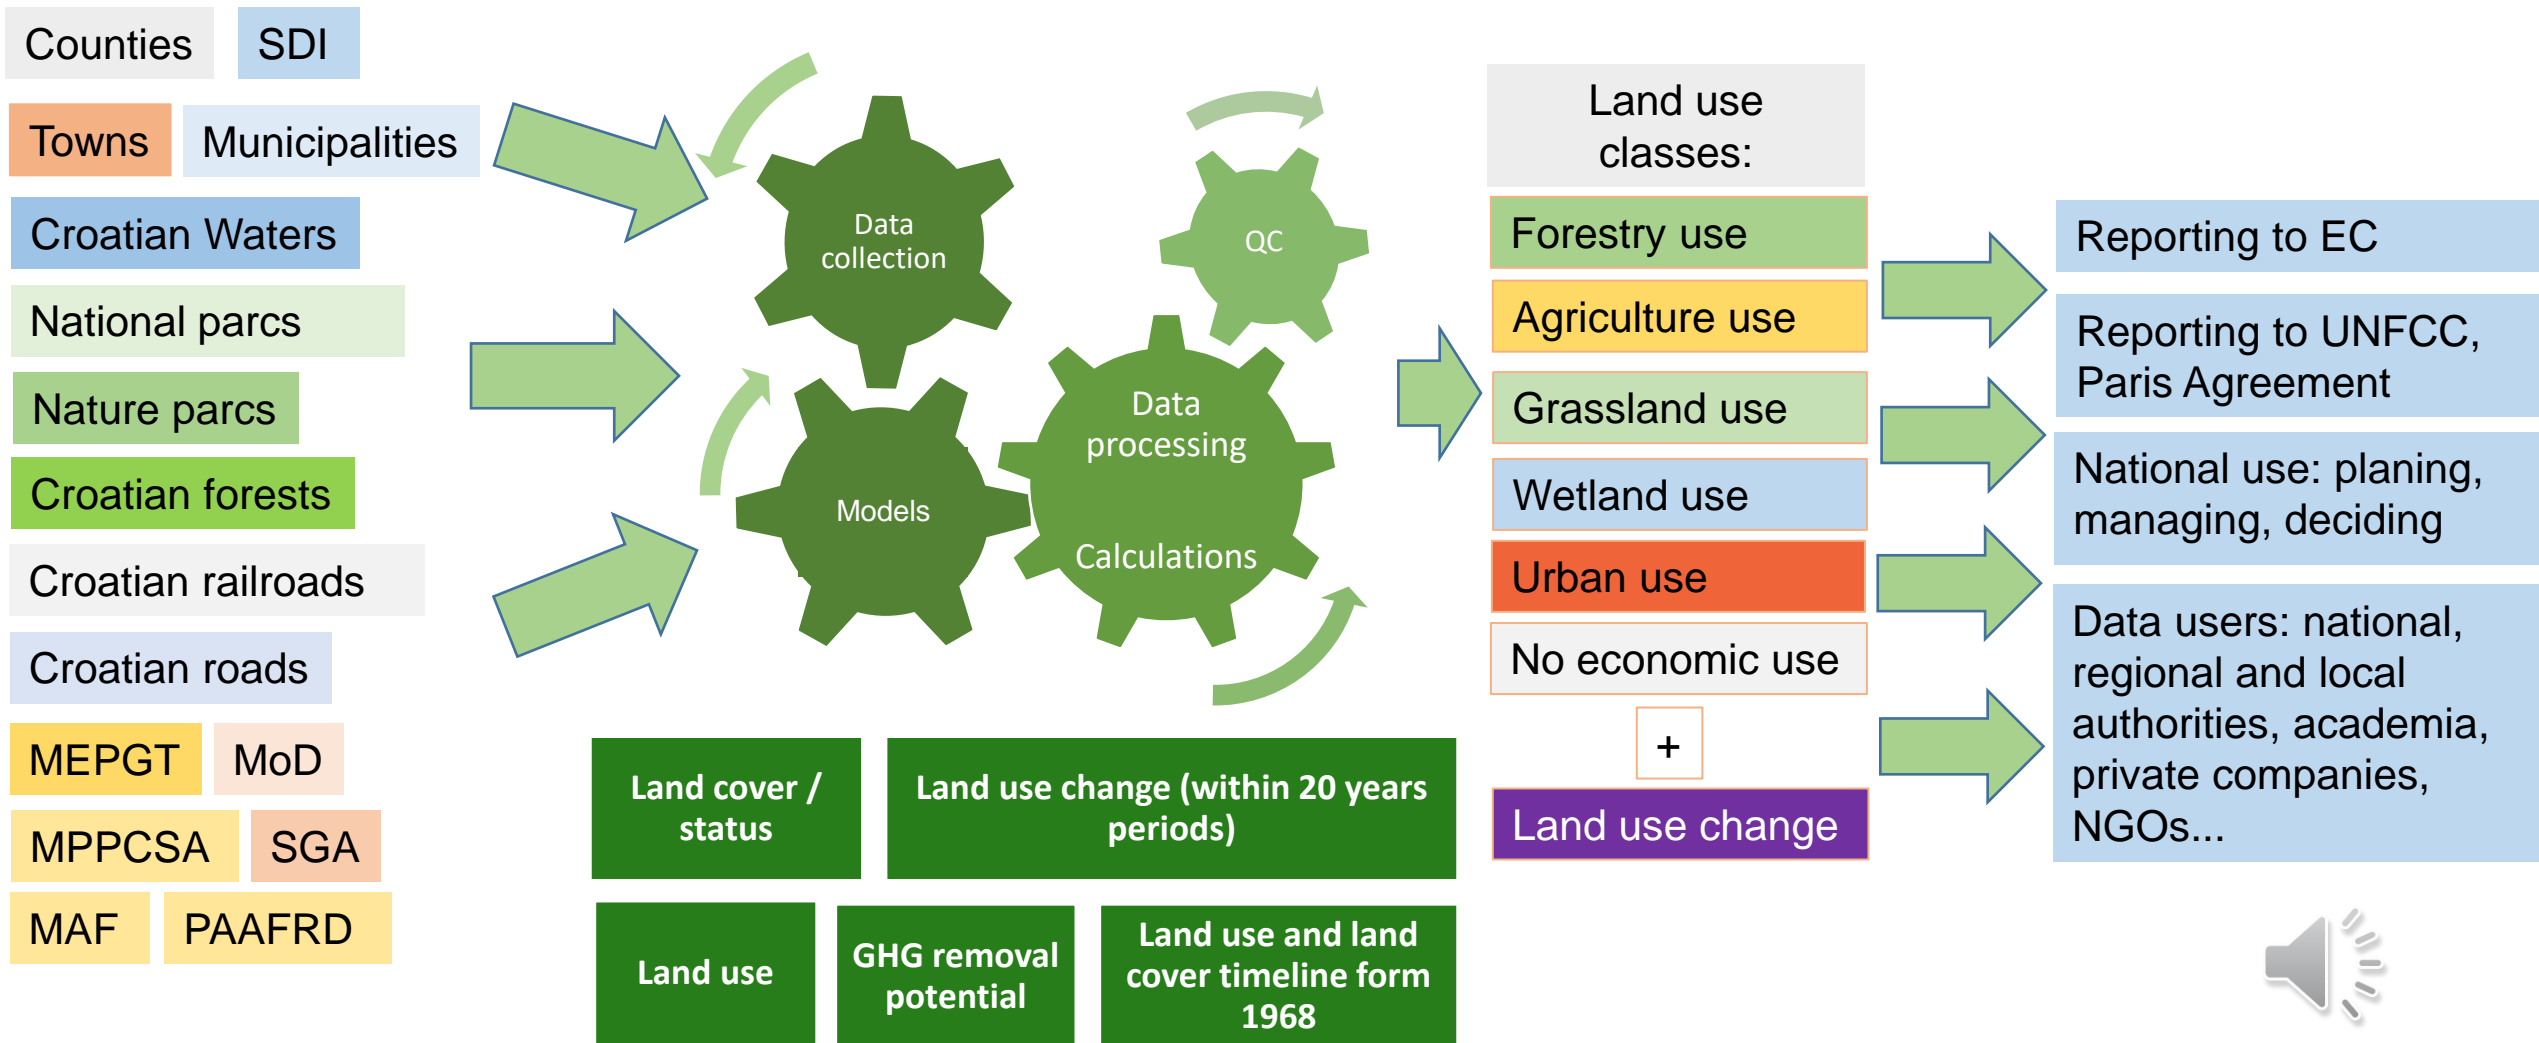 Counties
SDI
Towns
Municipalities
Croatian Waters
National parcs
Nature parcs
Croatian forests
Croatian railroads
Croatian roads
MEPGT
MoD
MPPCSA
SGA
MAF
PAAFRD
Data
collection
QC
Models
Data
processing
Calculations
Land cover /
status
Land use change (within 20 years
periods)
Land use
GHG removal
potential
Land use and land
cover timeline form
1968
Land use
classes:
Forestry use
Agriculture use
Grassland use
Wetland use
Urban use
No economic use
+
Land use change
Reporting to EC
Reporting to UNFCC,
Paris Agreement
National use: planing,
managing, deciding
Data users: national,
regional and local
authorities, academia,
private companies,
NGOs...